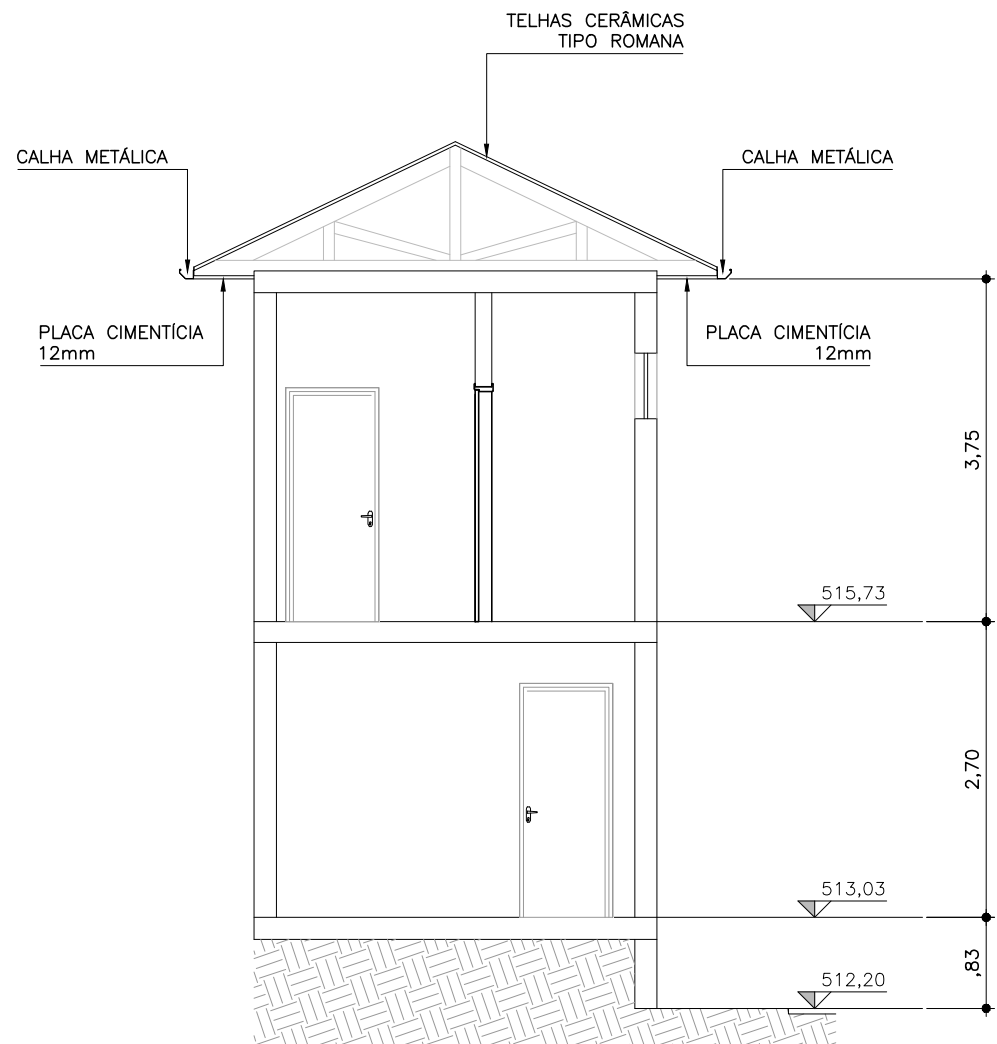 TELHAS CERÂMICAS
TIPO ROMANA
CALHA METÁLICA
CALHA METÁLICA
PLACA CIMENTÍCIA
12mm
PLACA CIMENTÍCIA
12mm
3,75
515,73
2,70
513,03
,83
512,20